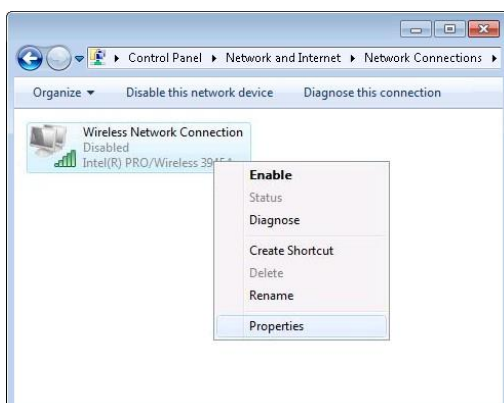 Control Panel Network and Internet Network Connections
Organize Disable this network device Diagnose this connection
Wireless Network Connection
Disabled
Intel(R) PRO/Wireless
Enable
Status
Diagnose
Create Shortcut
Delete
Rename
Properties